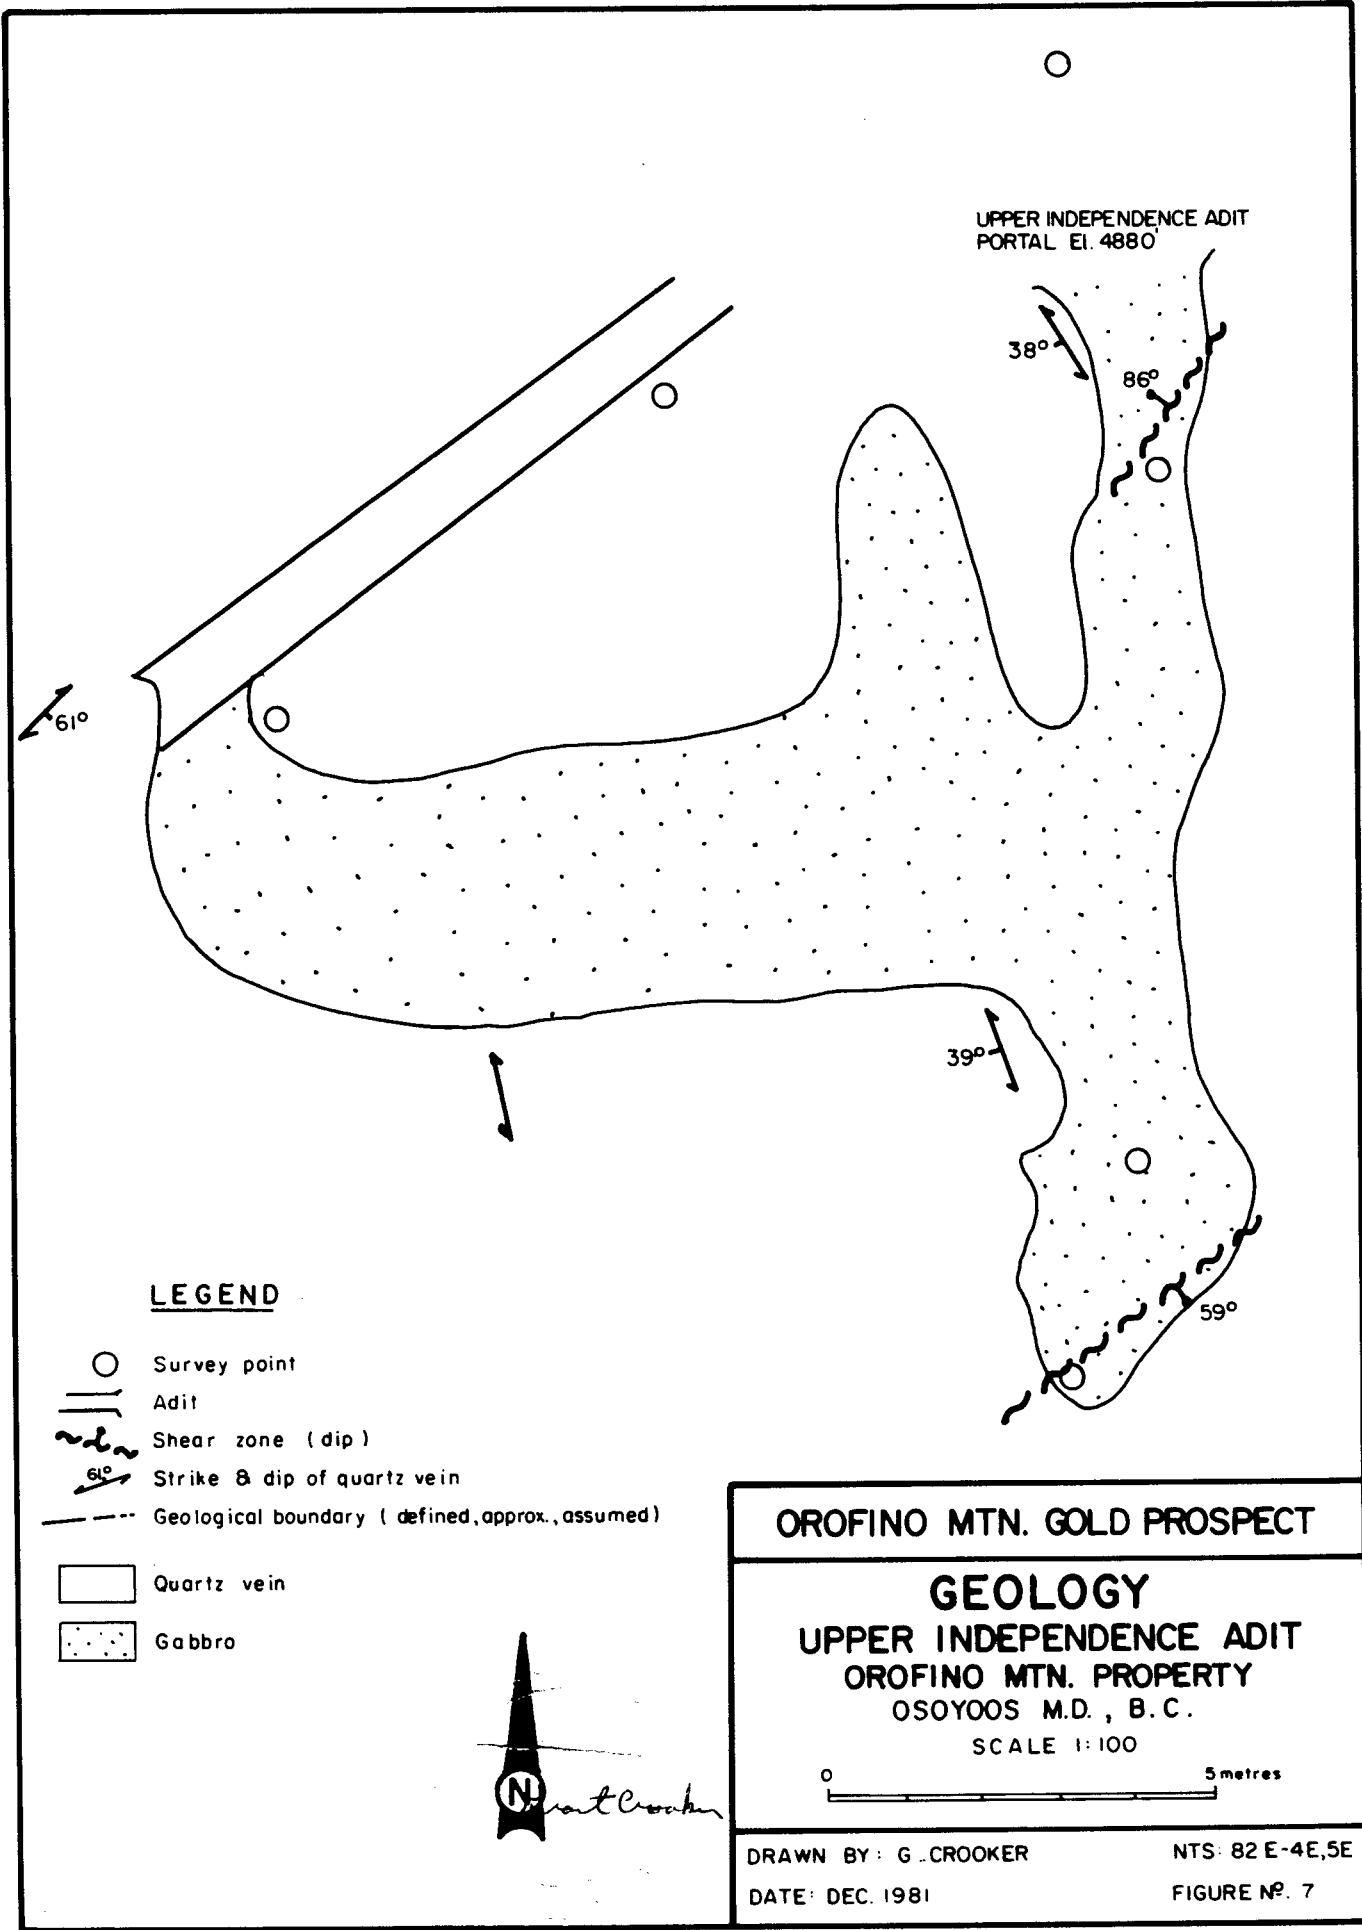 UPPER INDEPENDENCE ADIT
PORTAL El. 4880'
38°
86°
61°
39°
59°
LEGEND
Survey point
Adit
Shear zone (dip)
61° Strike & dip of quartz vein
Geological boundary (defined, approx., assumed)
Quartz vein
Gabbro
N
Grant Crooker
OROFINO MTN. GOLD PROSPECT
GEOLOGY
UPPER INDEPENDENCE ADIT
OROFINO MTN. PROPERTY
OSOYOOS M.D., B.C.
SCALE 1:100
0 5 metres
DRAWN BY: G. CROOKER NTS: 82 E-4E,5E
DATE: DEC. 1981 FIGURE Nº. 7